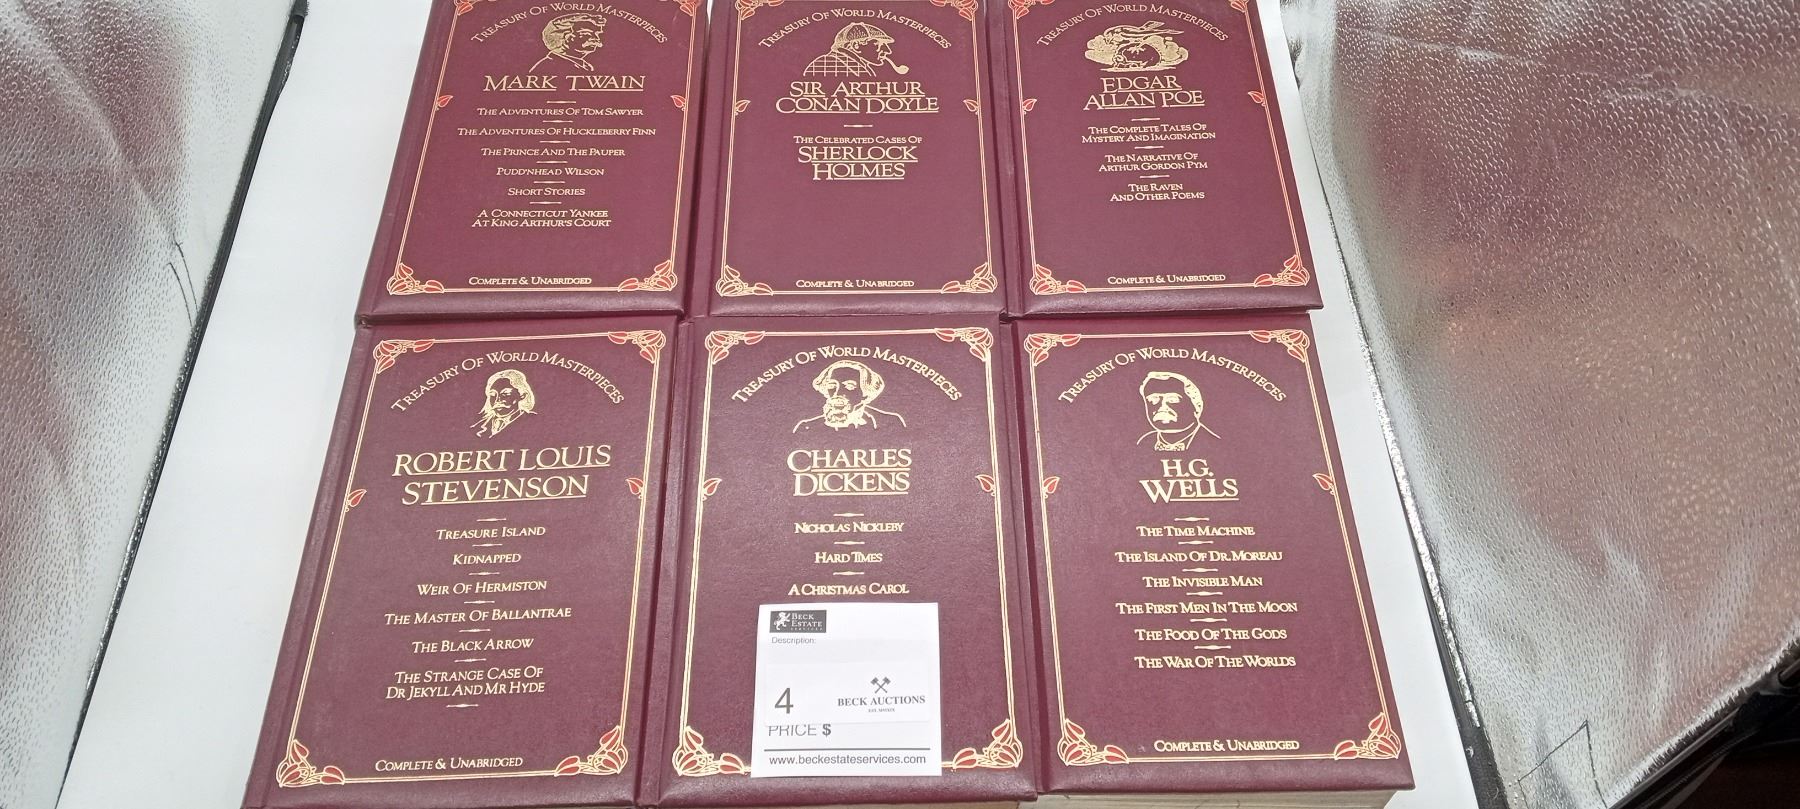 TREASURY OF WORLD MASTERPIECES
MARK TWAIN
THE ADVENTURES OF TOM SAWYER
THE ADVENTURES OF HUCKLEBERRY FINN
THE PRINCE AND THE PAUPER
PUDD'NHEAD WILSON
SHORT STORIES
A CONNECTICUT YANKEE
AT KING ARTHUR'S COURT
COMPLETE & UNABRIDGED
TREASURY OF WORLD MASTERPIECES
SIR ARTHUR
CONAN DOYLE
THE CELEBRATED CASES OF
SHERLOCK
HOLMES
COMPLETE & UNABRIDGED
TREASURY OF WORLD MASTERPIECES
EDGAR
ALLAN POE
THE COMPLETE TALES OF
MYSTERY AND IMAGINATION
THE NARRATIVE OF
ARTHUR GORDON PYM
THE RAVEN
AND OTHER POEMS
COMPLETE & UNABRIDGED
TREASURY OF WORLD MASTERPIECES
ROBERT LOUIS
STEVENSON
TREASURE ISLAND
KIDNAPPED
WEIR OF HERMISTON
THE MASTER OF BALLANTRAE
THE BLACK ARROW
THE STRANGE CASE OF
DR JEKYLL AND MR HYDE
COMPLETE & UNABRIDGED
TREASURY OF WORLD MASTERPIECES
CHARLES
DICKENS
NICHOLAS NICKLEBY
HARD TIMES
A CHRISTMAS CAROL
BECK
ESTATE
SERVICES
Description:
4
BECK AUCTIONS
PRICE $
www.beckestateservices.com
TREASURY OF WORLD MASTERPIECES
H.G.
WELLS
THE TIME MACHINE
THE ISLAND OF DR. MOREAU
THE INVISIBLE MAN
THE FIRST MEN IN THE MOON
THE FOOD OF THE GODS
THE WAR OF THE WORLDS
COMPLETE & UNABRIDGED